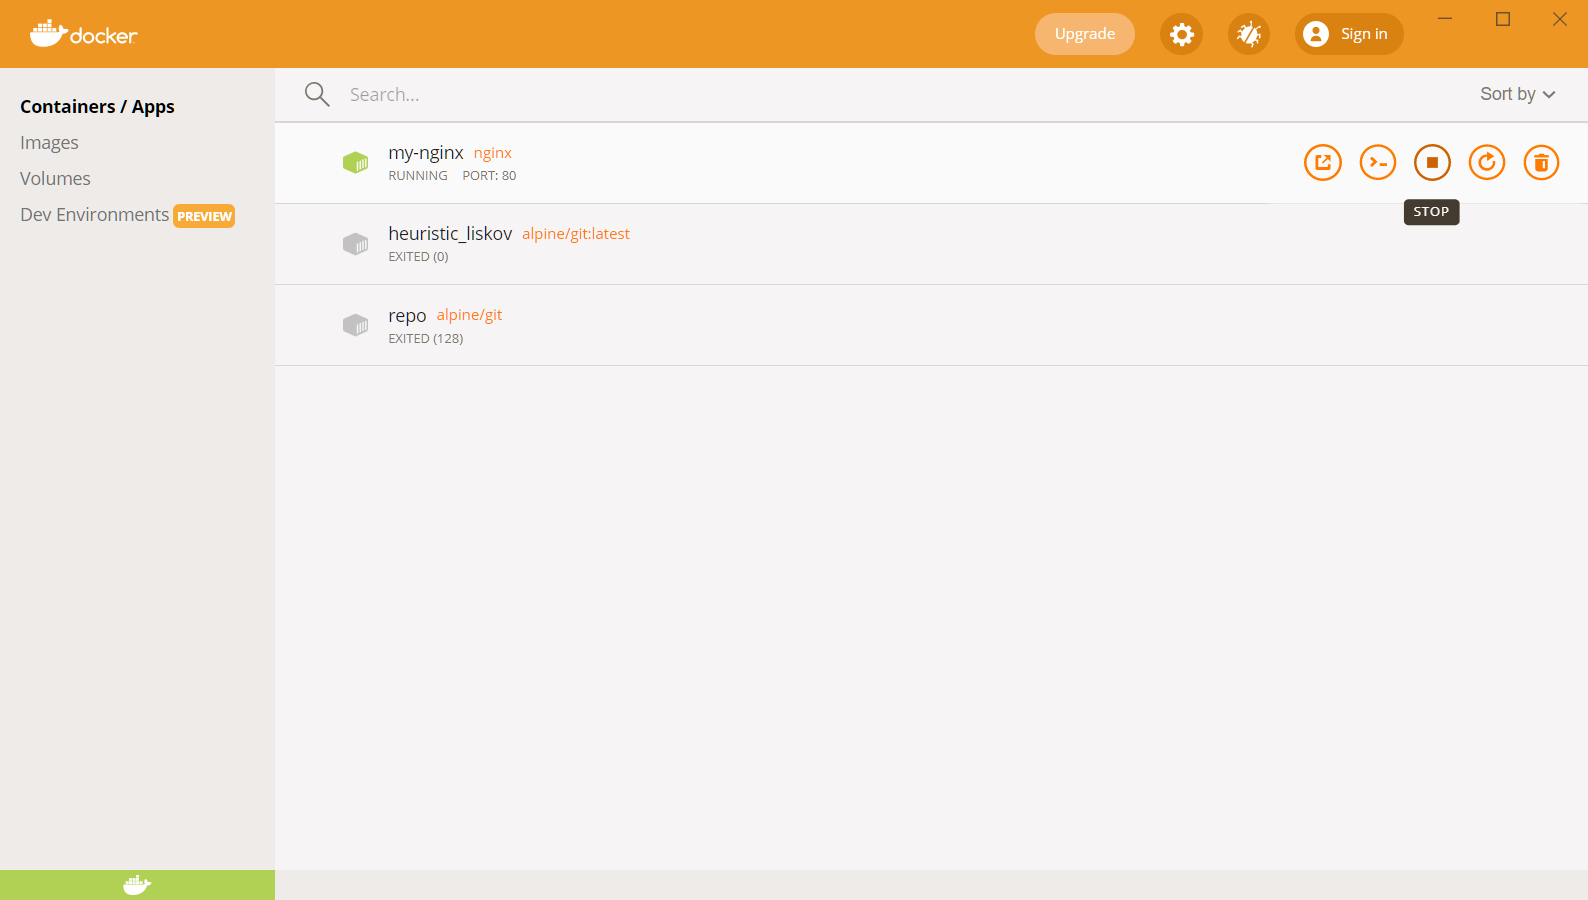 docker
Upgrade
Sign in
Containers / Apps
Images
Volumes
Dev Environments PREVIEW
Search...
Sort by
my-nginx nginx
RUNNING PORT: 80
STOP
heuristic_liskov alpine/git:latest
EXITED (0)
repo alpine/git
EXITED (128)